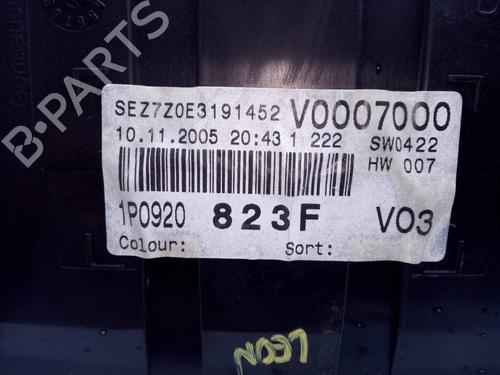 SEZ7Z0E3191452 V0007000
10.11.2005 20:43 1 222 SW0422
HW 007
1P0920 823F V03
Colour: Sort:
LEON
B-PARTS